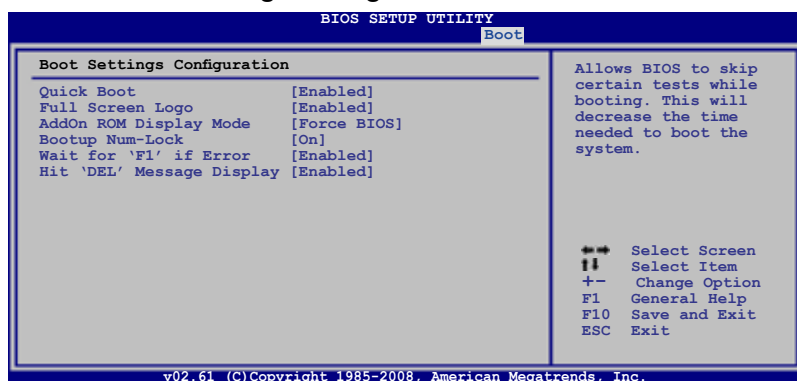 BIOS SETUP UTILITY
Boot
Boot Settings Configuration
Quick Boot [Enabled]
Full Screen Logo [Enabled]
AddOn ROM Display Mode [Force BIOS]
Bootup Num-Lock [On]
Wait for ‘F1’ if Error [Enabled]
Hit ‘DEL’ Message Display [Enabled]
Allows BIOS to skip
certain tests while
booting. This will
decrease the time
needed to boot the
system.
Select Screen
Select Item
+- Change Option
F1 General Help
F10 Save and Exit
ESC Exit
v02.61 (C)Copyright 1985-2008, American Megatrends, Inc.